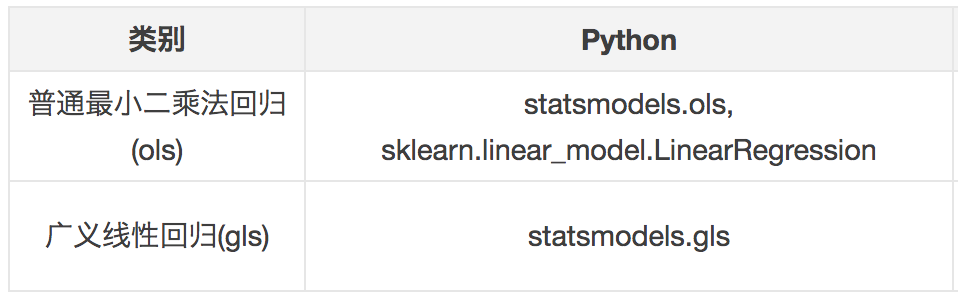 类别
Python
普通最小二乘法回归
(ols)
statsmodels.ols,
sklearn.linear_model.LinearRegression
广义线性回归(gls)
statsmodels.gls